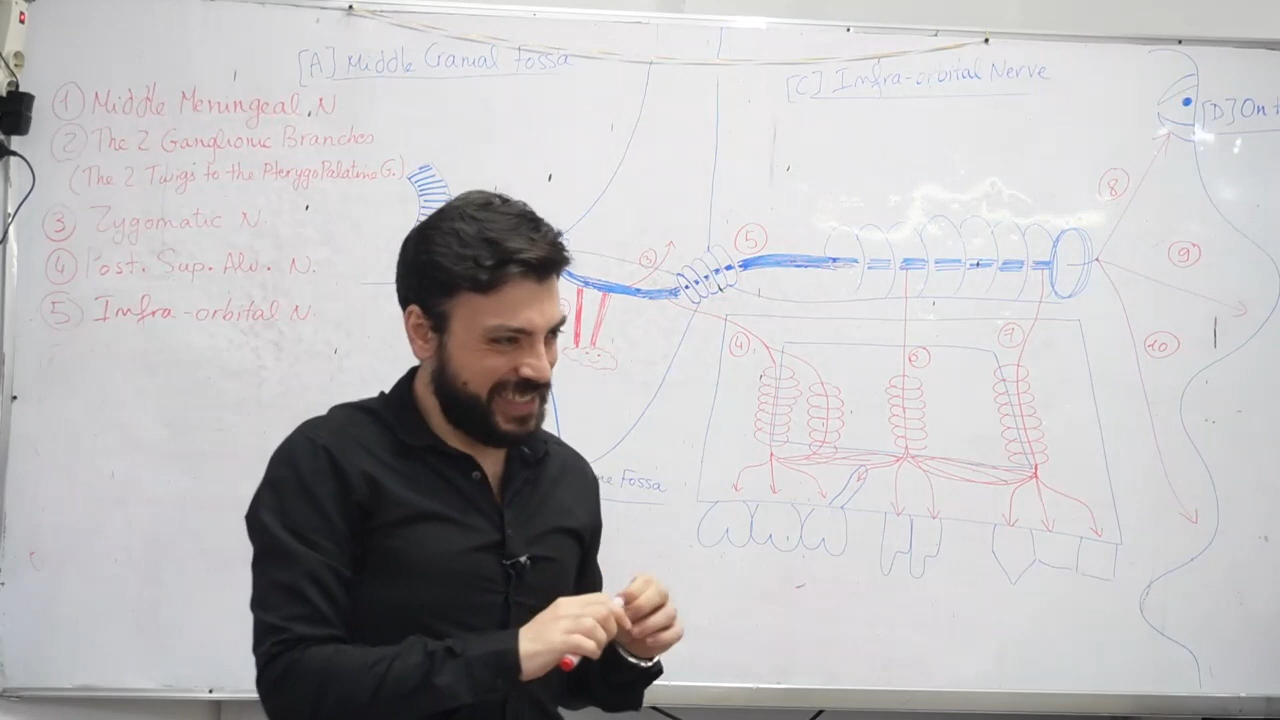 [A] Middle Cranial Fossa
① Middle Meningeal N
② The 2 Ganglionic Branches
(The 2 Twigs to the PterygoPalatine G.)
③ Zygomatic N.
④ Post. Sup. Alv. N.
⑤ Infra-orbital N.
[C] Infra-orbital Nerve
[D] On
8
5
9
3
4
7
10
Fossa